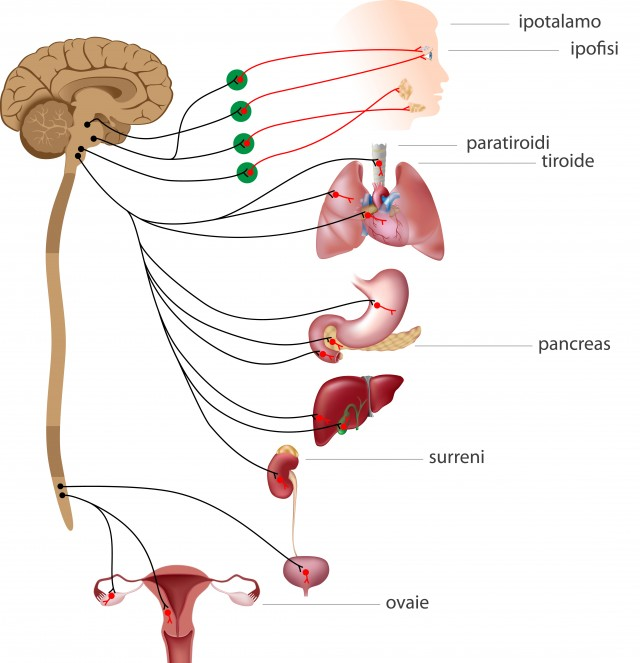 ipotalamo
ipofisi
paratiroidi
tiroide
pancreas
surreni
ovaie